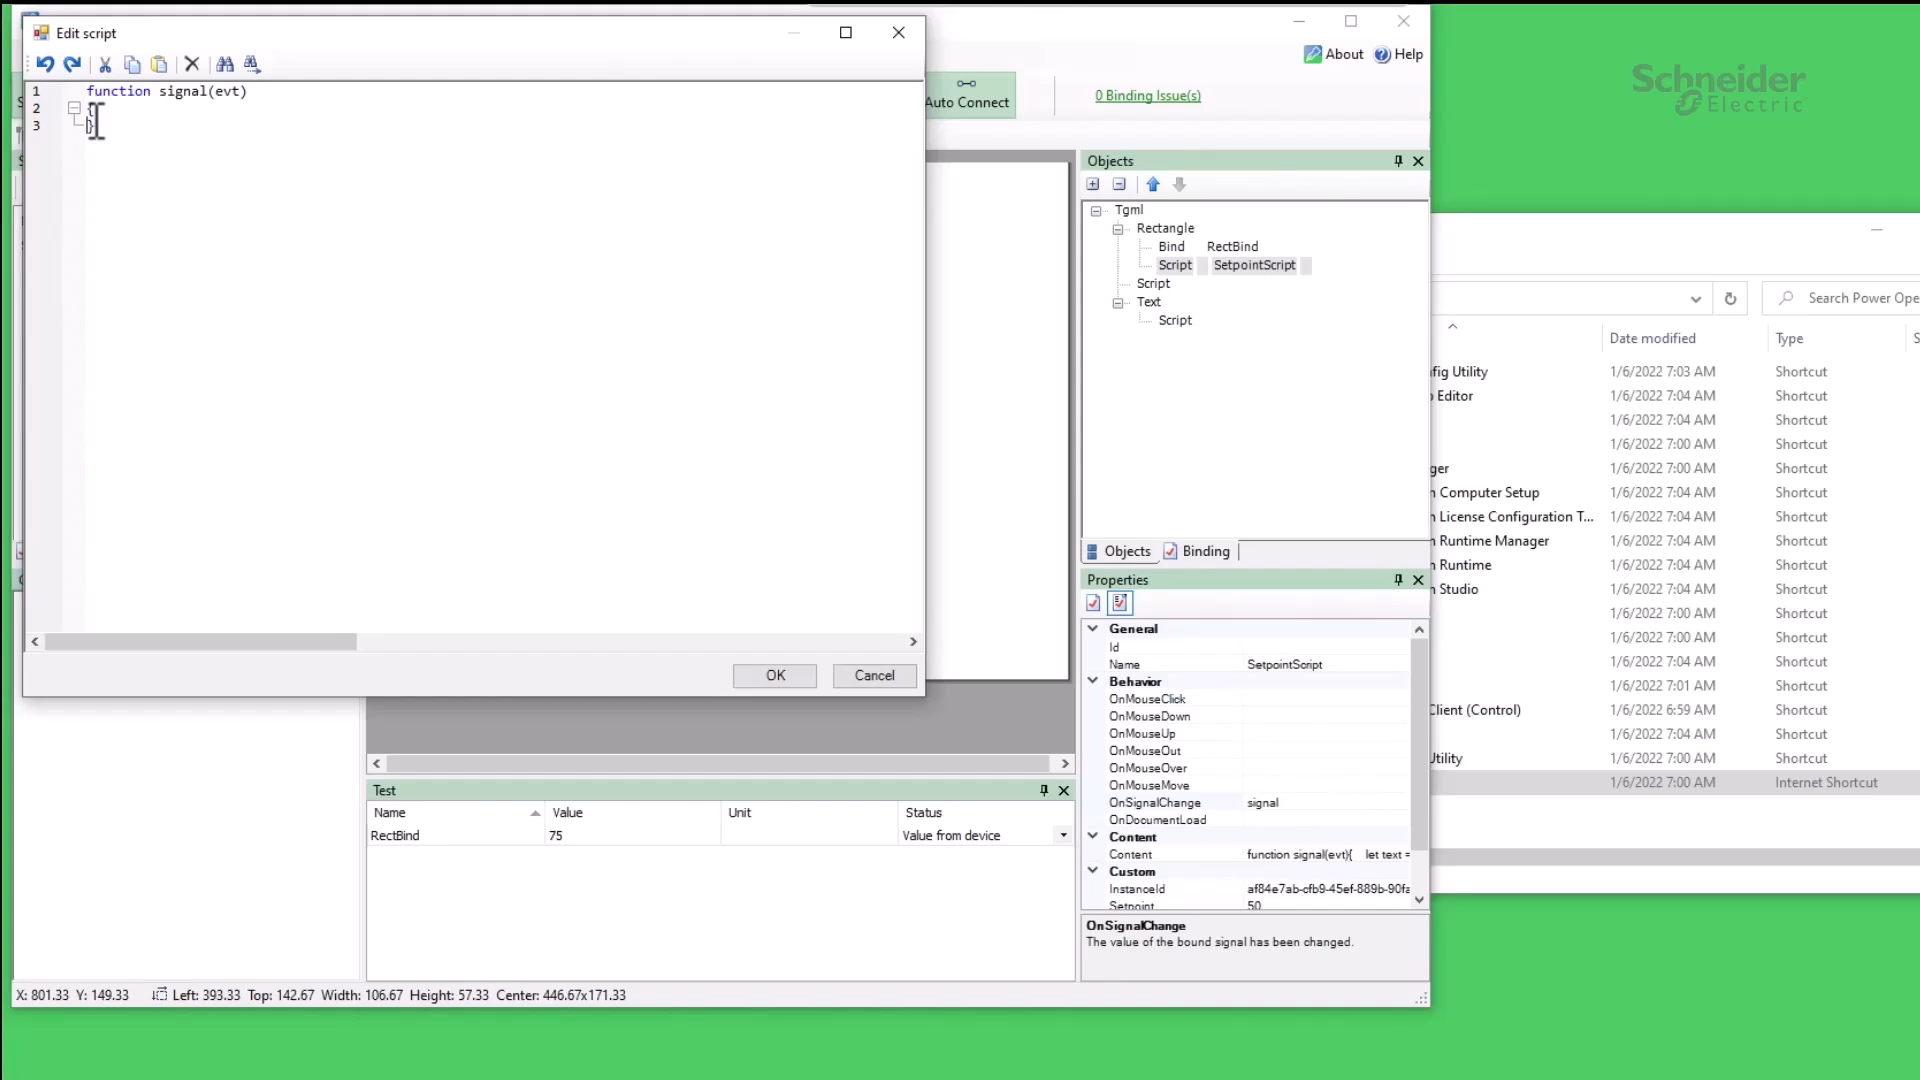 Edit script
1 function signal(evt)
2 {
3 }
OK
Cancel
About
Help
Auto Connect
0 Binding Issue(s)
Schneider
Electric
Objects
Tgml
Rectangle
Bind RectBind
Script SetpointScript
Script
Text
Script
Objects
Binding
Properties
General
Id
Name SetpointScript
Behavior
OnMouseClick
OnMouseDown
OnMouseUp
OnMouseOut
OnMouseOver
OnMouseMove
OnSignalChange signal
OnDocumentLoad
Content
Content function signal(evt){ let text =
Custom
InstanceId af84e7ab-cfb9-45ef-889b-90fa
Setpoint 50
OnSignalChange
The value of the bound signal has been changed.
Test
Name Value Unit Status
RectBind 75 Value from device
X: 801.33 Y: 149.33 Left: 393.33 Top: 142.67 Width: 106.67 Height: 57.33 Center: 446.67x171.33
Search Power Ope
Date modified Type S
fig Utility 1/6/2022 7:03 AM Shortcut
Editor 1/6/2022 7:04 AM Shortcut
1/6/2022 7:04 AM Shortcut
1/6/2022 7:00 AM Shortcut
ger 1/6/2022 7:00 AM Shortcut
n Computer Setup 1/6/2022 7:04 AM Shortcut
n License Configuration T... 1/6/2022 7:04 AM Shortcut
n Runtime Manager 1/6/2022 7:04 AM Shortcut
n Runtime 1/6/2022 7:04 AM Shortcut
n Studio 1/6/2022 7:04 AM Shortcut
1/6/2022 7:00 AM Shortcut
1/6/2022 7:00 AM Shortcut
1/6/2022 7:04 AM Shortcut
1/6/2022 7:01 AM Shortcut
Client (Control) 1/6/2022 6:59 AM Shortcut
1/6/2022 7:04 AM Shortcut
Utility 1/6/2022 7:00 AM Shortcut
1/6/2022 7:00 AM Internet Shortcut